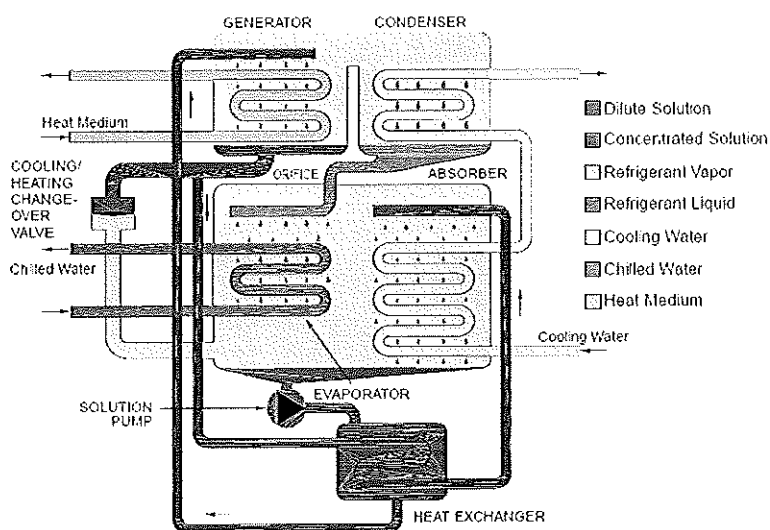 GENERATOR
CONDENSER
Heat Medium
COOLING/
HEATING
CHANGE-
OVER
VALVE
ORIFICE
ABSORBER
Chilled Water
Cooling Water
EVAPORATOR
SOLUTION
PUMP
HEAT EXCHANGER
Dilute Solution
Concentrated Solution
Refrigerant Vapor
Refrigerant Liquid
Cooling Water
Chilled Water
Heat Medium